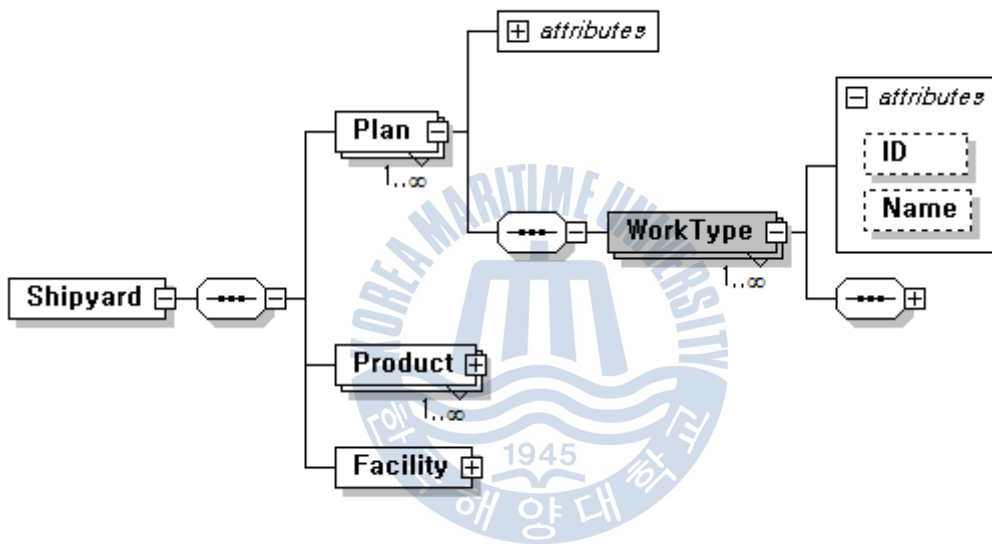 attributes
Plan
1..∞
attributes
ID
Name
WorkType
1..∞
Shipyard
Product
1..∞
Facility
KOREA MARITIME UNIVERSITY
1945
한국해양대학교